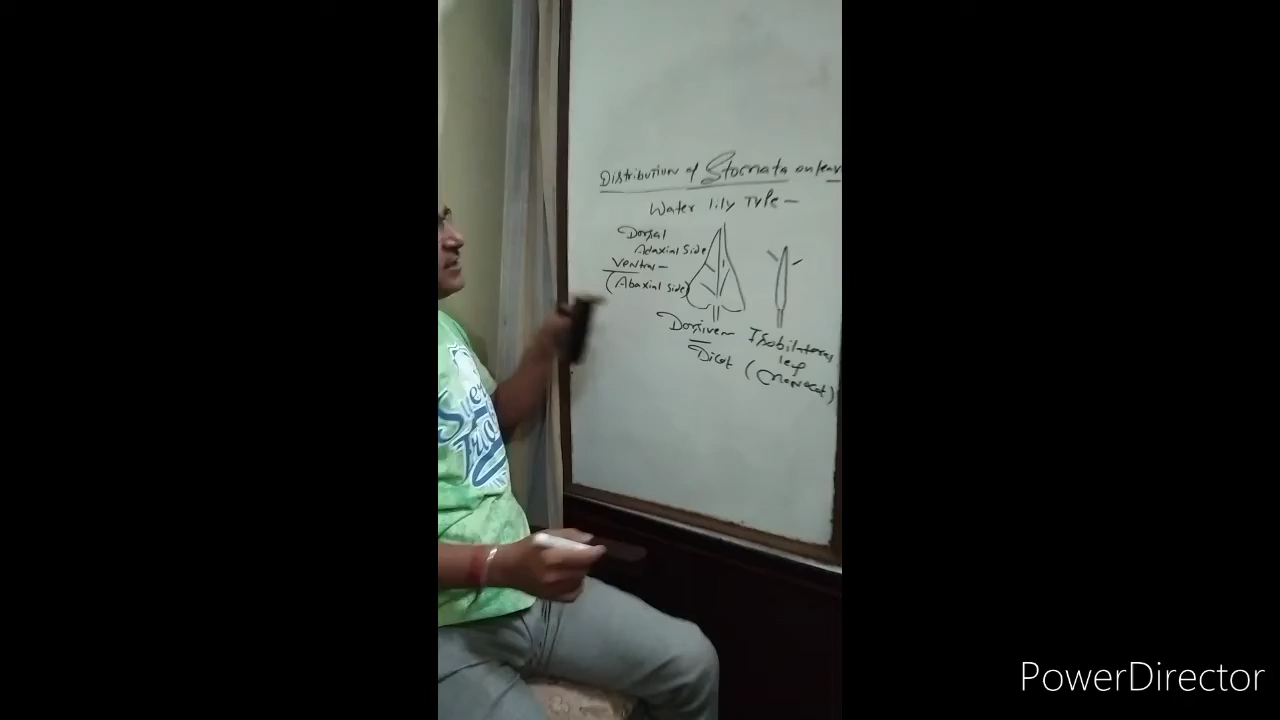 Distribution of Stomata on leav
Water lily Type –
Dorsal
Adaxial Side
Ventral –
(Abaxial side)
Dorsiven–
Dicot
Isobilateral
leaf
(Monocot)
PowerDirector